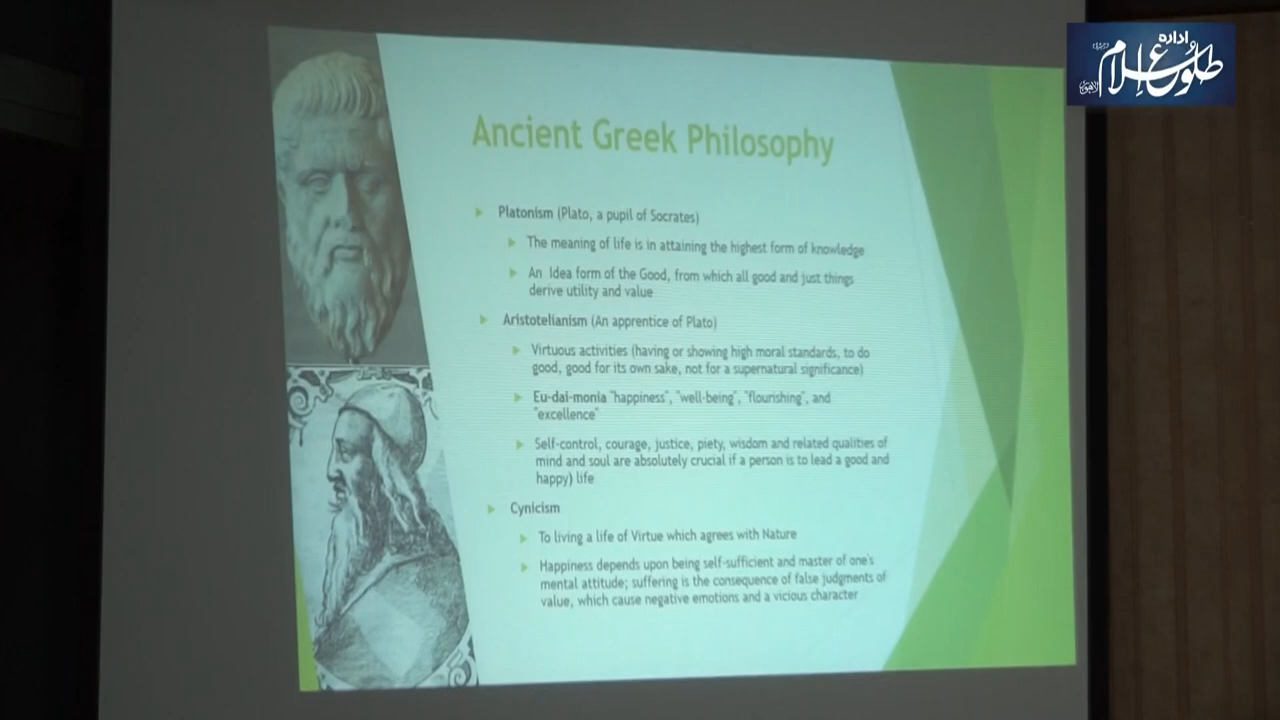 اداره
طلوع اسلام
Ancient Greek Philosophy
Platonism (Plato, a pupil of Socrates)
The meaning of life is in attaining the highest form of knowledge
An Idea form of the Good, from which all good and just things
derive utility and value
Aristotelianism (An apprentice of Plato)
Virtuous activities (having or showing high moral standards, to do
good, good for its own sake, not for a supernatural significance)
Eu-dai-monia "happiness", "well-being", "flourishing", and
"excellence"
Self-control, courage, justice, piety, wisdom and related qualities of
mind and soul are absolutely crucial if a person is to lead a good and
happy) life
Cynicism
To living a life of Virtue which agrees with Nature
Happiness depends upon being self-sufficient and master of one's
mental attitude; suffering is the consequence of false judgments of
value, which cause negative emotions and a vicious character